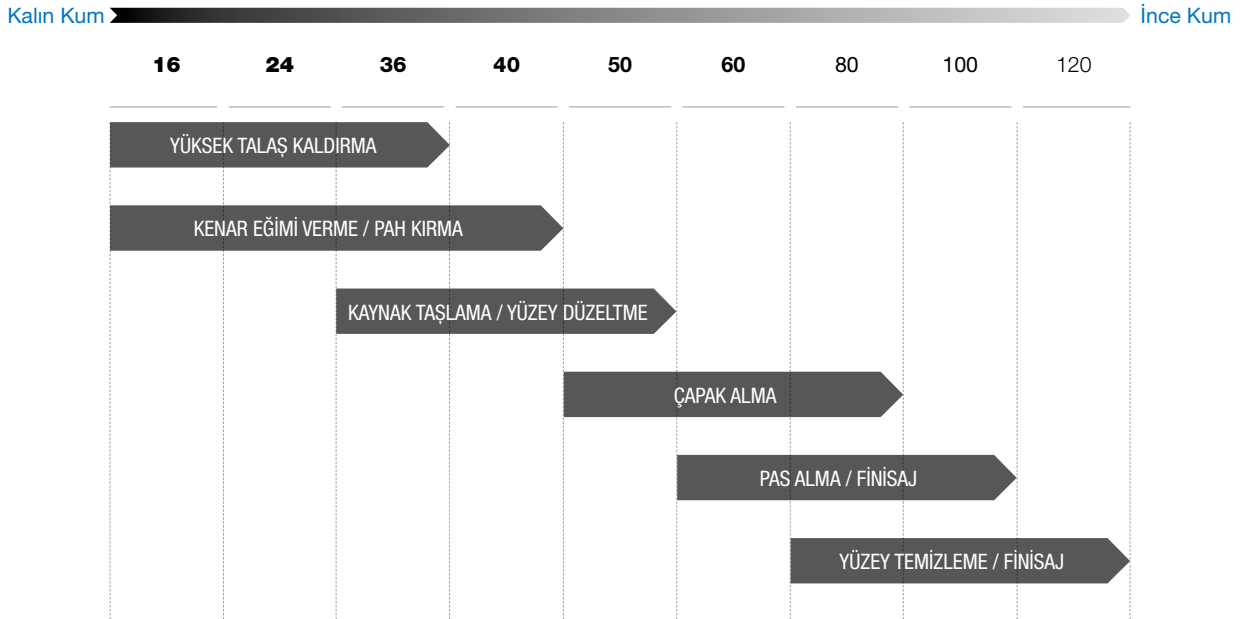 Kalın Kum İnce Kum
16 24 36 40 50 60 80 100 120
YÜKSEK TALAŞ KALDIRMA
KENAR EĞİMİ VERME / PAH KIRMA
KAYNAK TAŞLAMA / YÜZEY DÜZELTME
ÇAPAK ALMA
PAS ALMA / FİNİSAJ
YÜZEY TEMİZLEME / FİNİSAJ